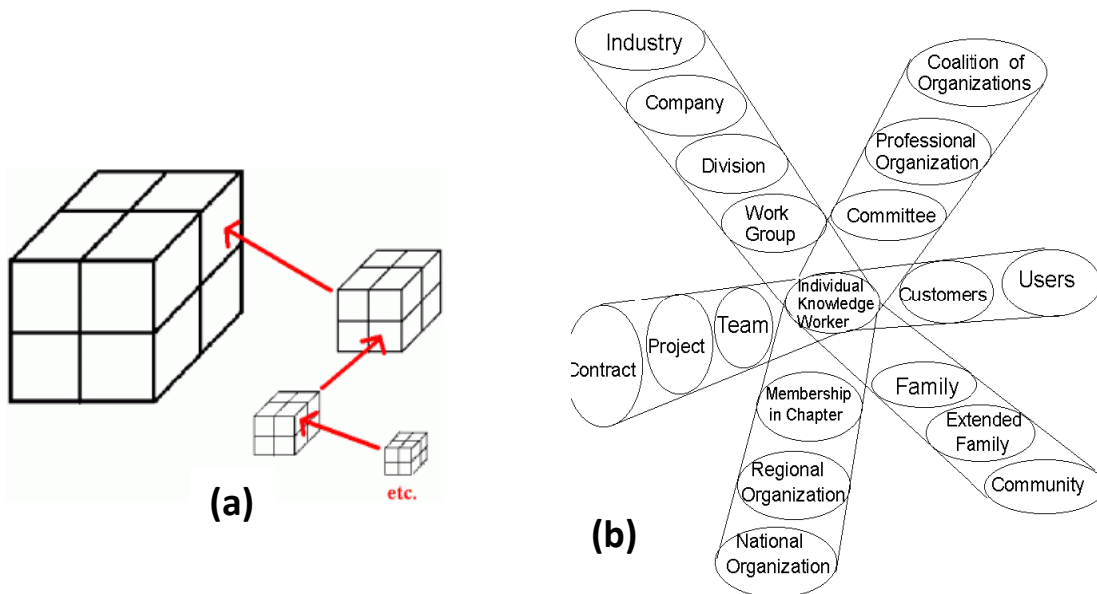 etc.
(a)
Industry
Company
Division
Work
Group
Coalition of
Organizations
Professional
Organization
Committee
Individual
Knowledge
Worker
Customers
Users
Team
Project
Contract
Membership
in Chapter
Regional
Organization
National
Organization
Family
Extended
Family
Community
(b)